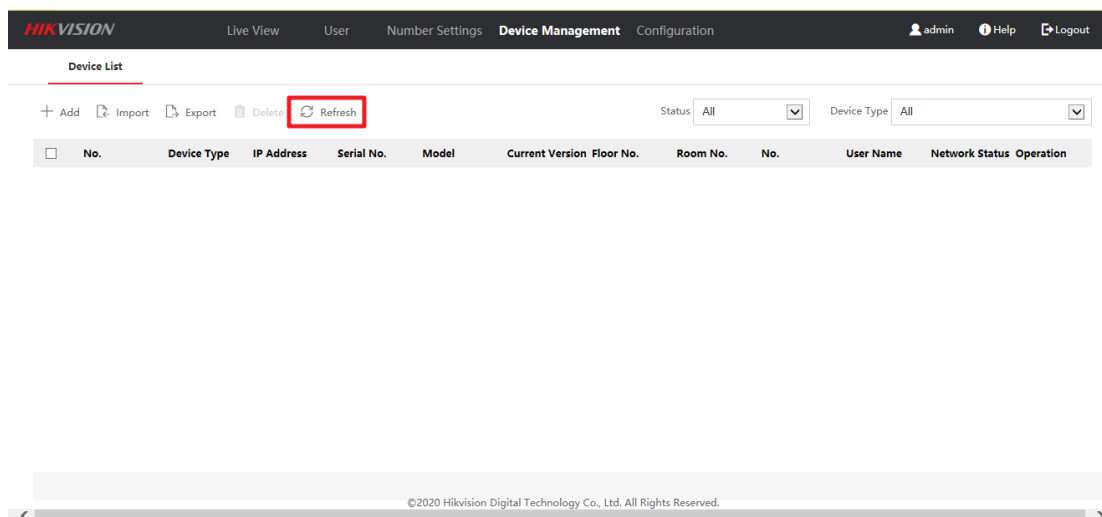 HIKVISION Live View User Number Settings Device Management Configuration admin Help Logout
Device List
Add Import Export Delete Refresh Status All Device Type All
No. Device Type IP Address Serial No. Model Current Version Floor No. Room No. No. User Name Network Status Operation
©2020 Hikvision Digital Technology Co., Ltd. All Rights Reserved.